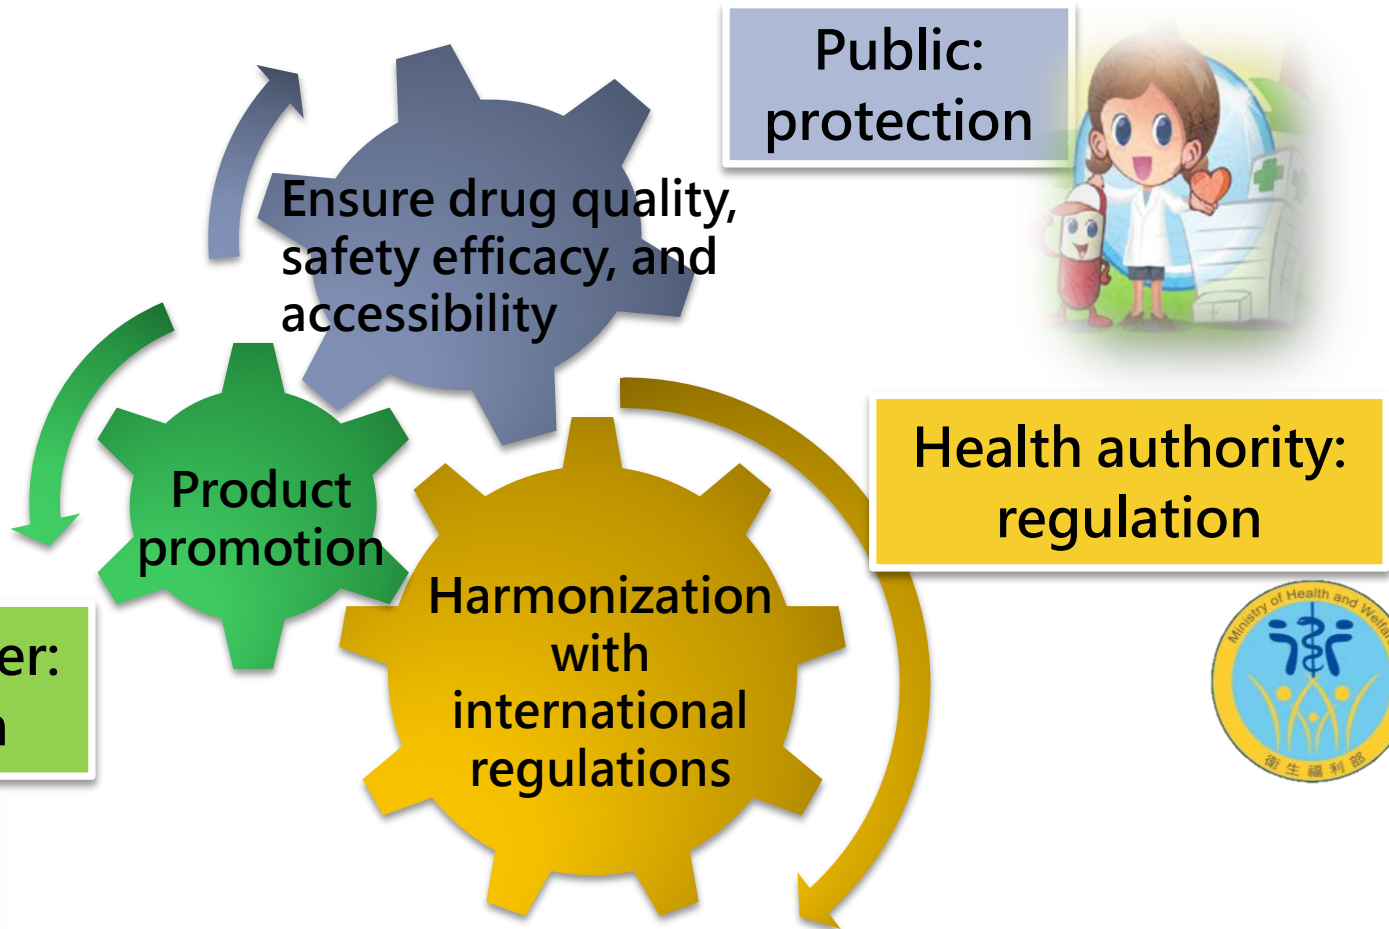 Public:
protection
Ensure drug quality,
safety efficacy, and
accessibility
Product
promotion
Health authority:
regulation
Harmonization
with
international
regulations
er:
Ministry of Health and Welfare
衛生福利部